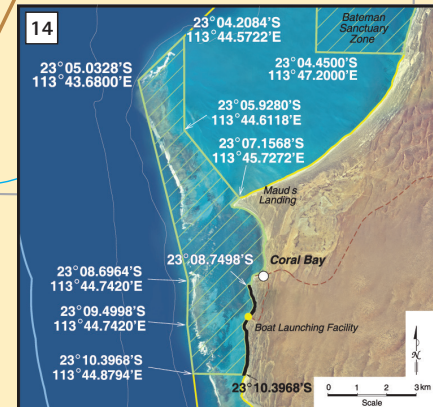 14
23°04.2084'S
113°44.5722'E
Bateman
Sanctuary
Zone
23°05.0328'S
113°43.6800'E
23°04.4500'S
113°47.2000'E
23°05.9280'S
113°44.6118'E
23°07.1568'S
113°45.7272'E
Maud s
Landing
23°08.7498'S
Coral Bay
23°08.6964'S
113°44.7420'E
23°09.4998'S
113°44.7420'E
Boat Launching Facility
23°10.3968'S
113°44.8794'E
23°10.3968'S
N
0 1 2 3 km
Scale